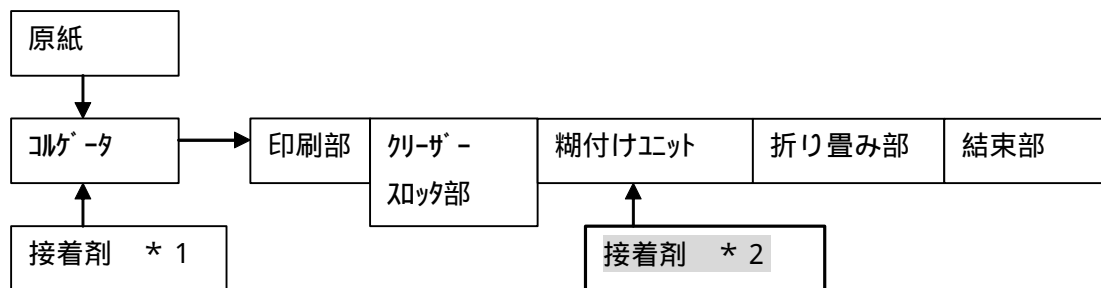 原紙
ｺﾙｹﾞｰﾀ
印刷部
ｸﾘｰｻﾞｰ
ｽﾛｯﾀ部
糊付けﾕﾆｯﾄ
折り畳み部
結束部
接着剤　＊１
接着剤　＊２